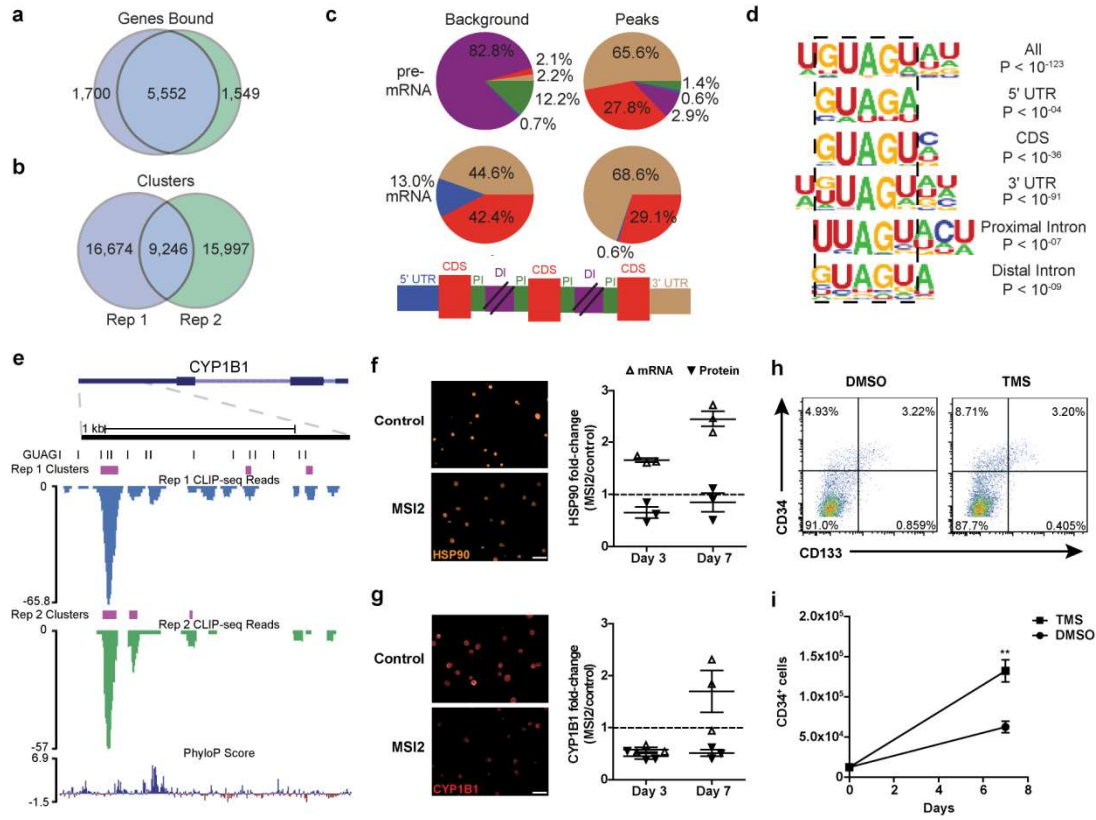 a
Genes Bound
1,700
5,552
1,549
b
Clusters
16,674
9,246
15,997
Rep 1
Rep 2
c
Background
Peaks
pre-
mRNA
82.8%
2.1%
2.2%
12.2%
0.7%
65.6%
27.8%
1.4%
0.6%
2.9%
mRNA
13.0%
44.6%
42.4%
68.6%
29.1%
0.6%
5' UTR
CDS
PI
DI
PI
CDS
PI
DI
PI
CDS
3' UTR
d
UGUAGUAU
All
P < 10-123
GUAGA
5' UTR
P < 10-04
GUAGUC
CDS
P < 10-36
UUUAGUAU
3' UTR
P < 10-91
UUAGUACU
Proximal Intron
P < 10-07
GUAGUA
Distal Intron
P < 10-09
e
CYP1B1
1 kb
GUAG
Rep 1 Clusters
Rep 1 CLIP-seq Reads
0
-65.8
Rep 2 Clusters
Rep 2 CLIP-seq Reads
0
-57
PhyloP Score
6.9
-1.5
f
Control
MSI2
HSP90
mRNA
Protein
HSP90 fold-change
(MSI2/control)
3
2
1
0
Day 3
Day 7
g
Control
MSI2
CYP1B1
CYP1B1 fold-change
(MSI2/control)
3
2
1
0
Day 3
Day 7
h
DMSO
TMS
4.93%
3.22%
91.0%
0.859%
8.71%
3.20%
87.7%
0.405%
CD34
CD133
i
TMS
DMSO
CD34+ cells
2.0x105
1.5x105
1.0x105
5.0x104
0
**
0
2
4
6
8
Days